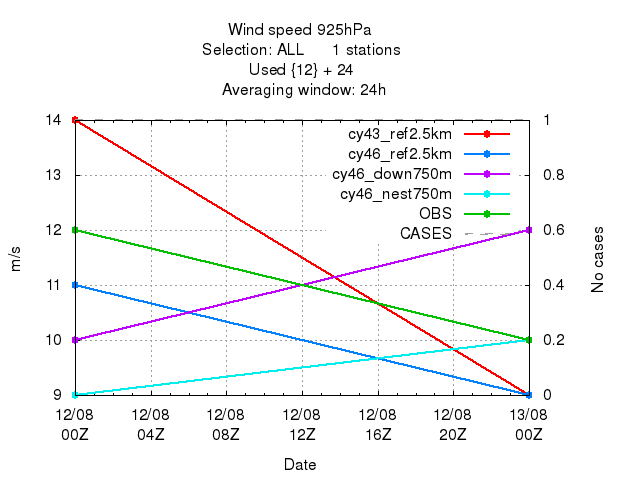 Wind speed 925hPa
Selection: ALL 1 stations
Used {12} + 24
Averaging window: 24h
14 1
cy43_ref2.5km
cy46_ref2.5km
13 cy46_down750m 0.8
cy46_nest750m
12 OBS 0.6
CASES
m/s
No cases
11 0.4
10 0.2
9 0
12/08 12/08 12/08 12/08 12/08 12/08 13/08
00Z 04Z 08Z 12Z 16Z 20Z 00Z
Date